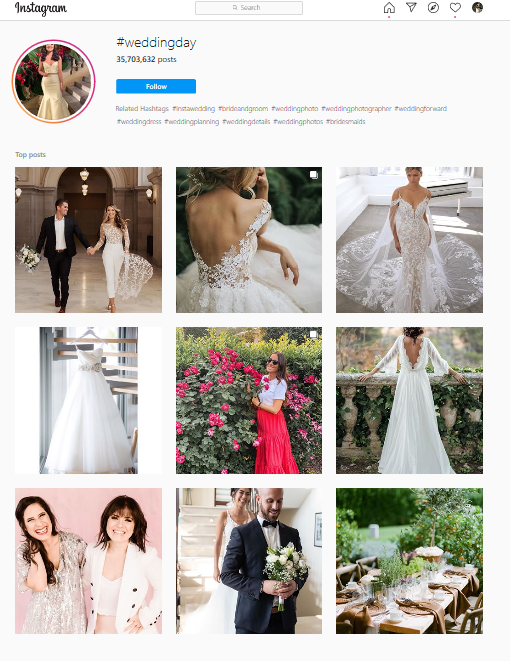 Instagram
Search
#weddingday
35,703,632 posts
Follow
Related Hashtags #instawedding #brideandgroom #weddingphoto #weddingphotographer #weddingforward
#weddingdress #weddingplanning #weddingdetails #weddingphotos #bridesmaids
Top posts